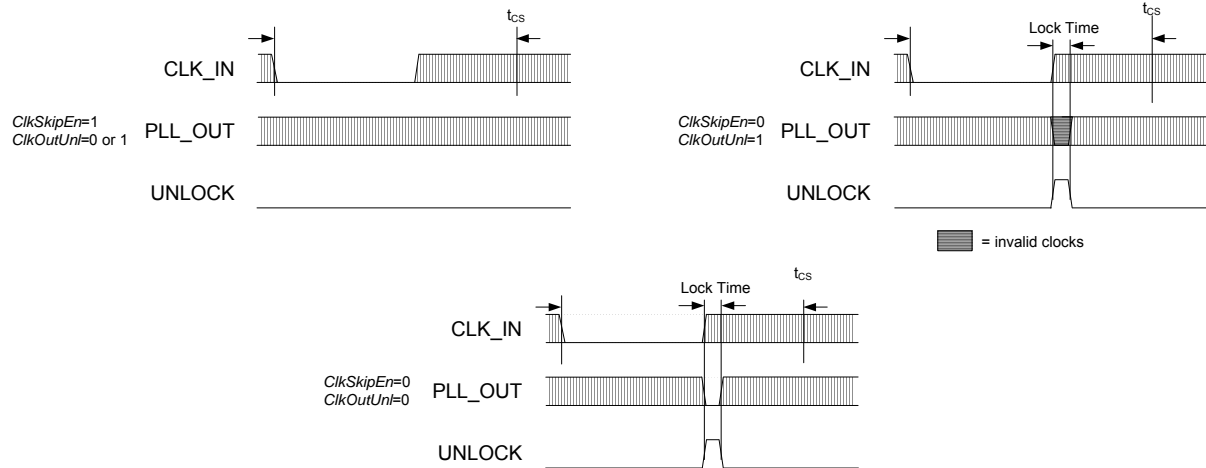 tCS
CLK_IN
ClkSkipEn=1
ClkOutUnl=0 or 1
PLL_OUT
UNLOCK
Lock Time
tCS
CLK_IN
ClkSkipEn=0
ClkOutUnl=1
PLL_OUT
UNLOCK
= invalid clocks
Lock Time
tCS
CLK_IN
ClkSkipEn=0
ClkOutUnl=0
PLL_OUT
UNLOCK